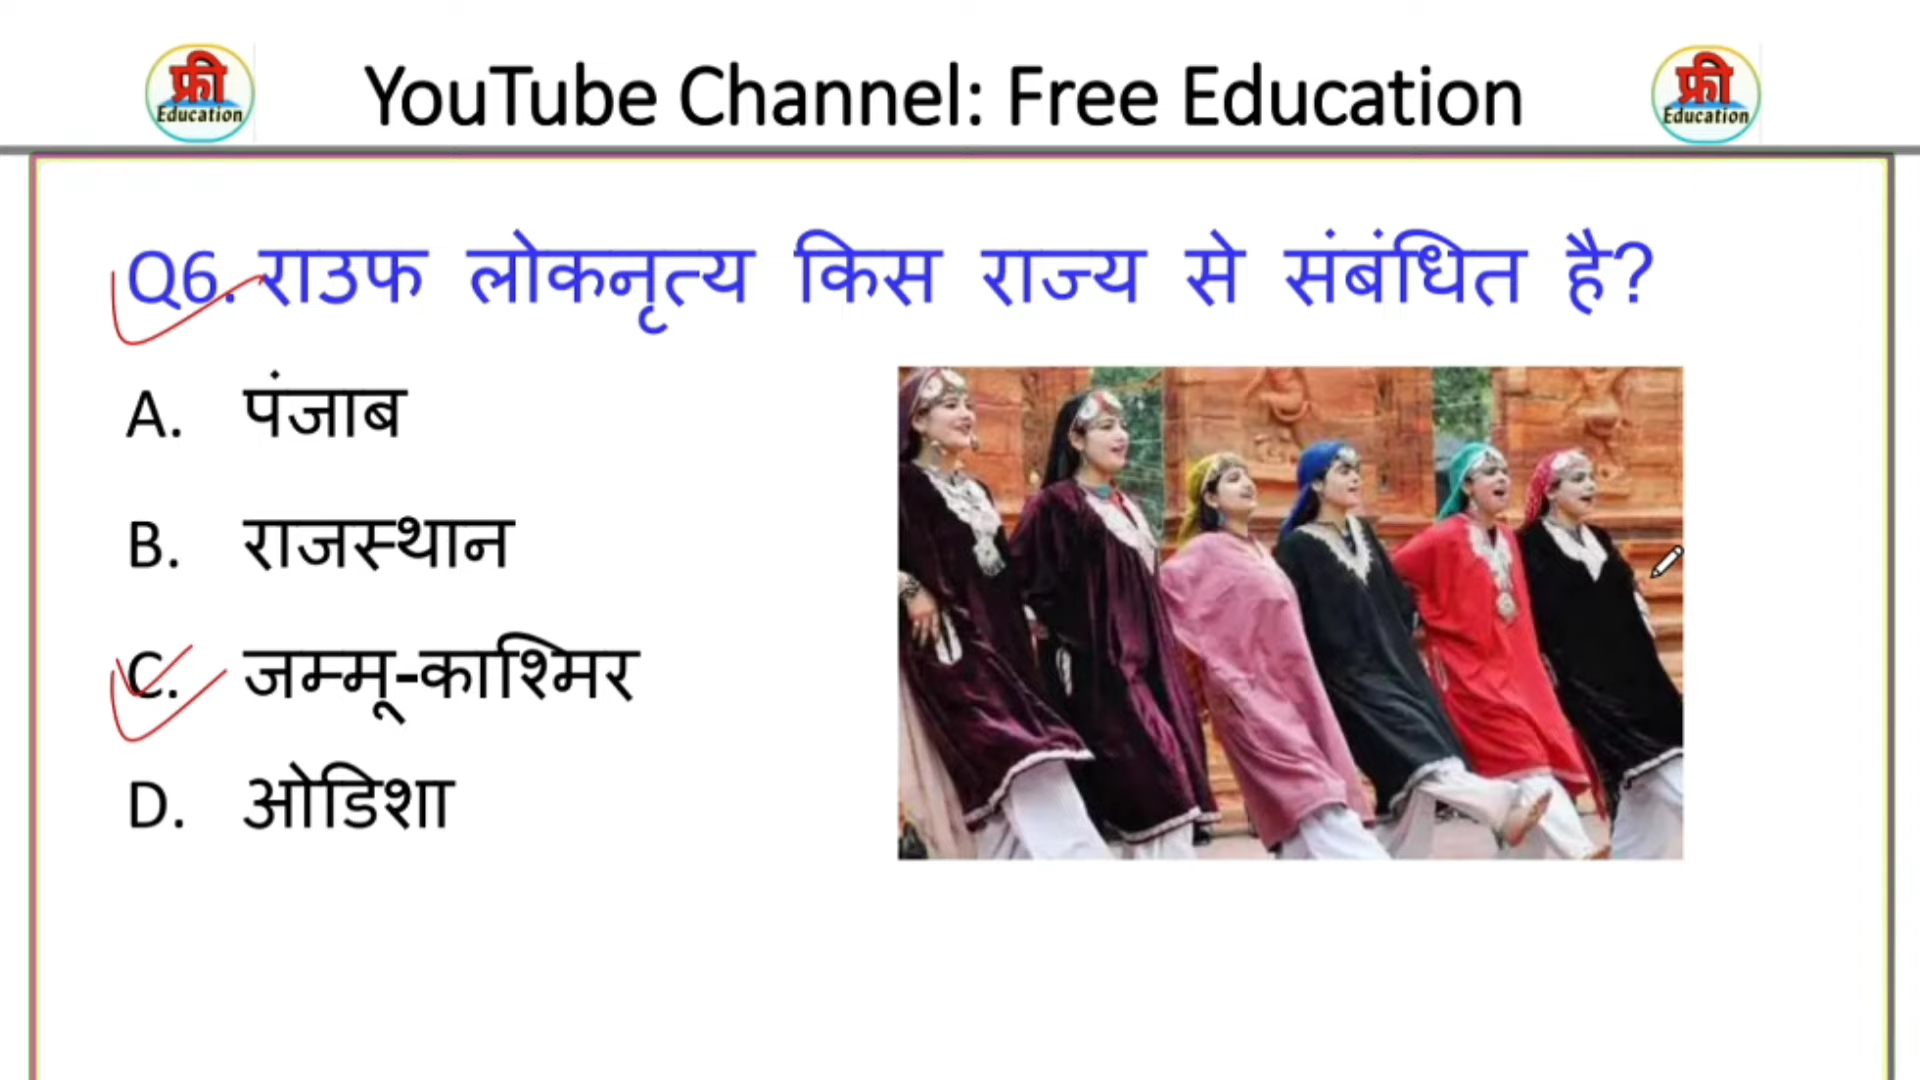 फ्री
Education
YouTube Channel: Free Education
फ्री
Education
Q6. राउफ लोकनृत्य किस राज्य से संबंधित है?
A. पंजाब
B. राजस्थान
C. जम्मू-काश्मिर
D. ओडिशा